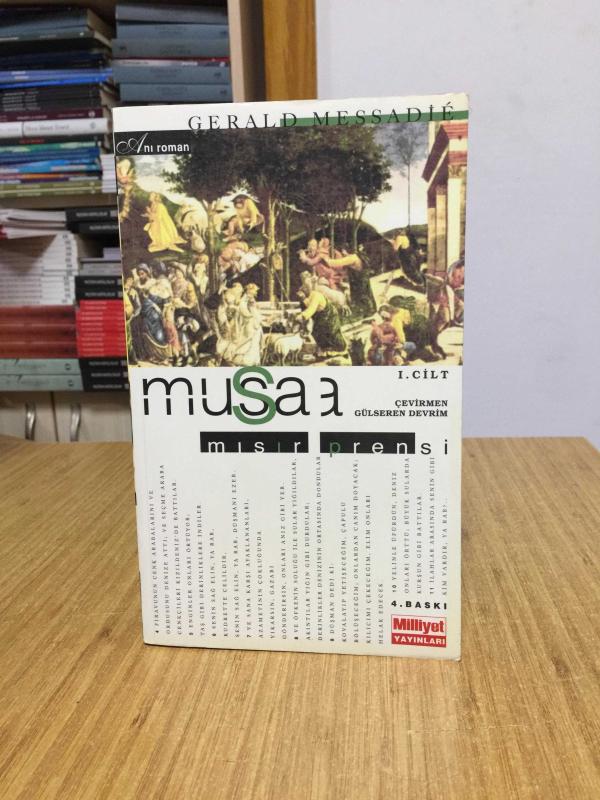 GERALD MESSADİÉ
Anı roman
I.CİLT
musaa
ÇEVİRMEN
GÜLSEREN DEVRİM
mısır prensi
4 FİRAVUNUN CENK ARABALARINI VE
ORDUSUNU DENİZE ATTI; VE SEÇME ARABA
CENKÇİLERİ KIZILDENİZ'DE BATTILAR.
5 ENGİNLER ONLARI ÖRTÜYOR;
TAŞ GİBİ DERİNLİKLERE İNDİLER
6 SENİN SAĞ ELİN, YA RAB,
KUDRETTE CELİLDİR,
SENİN SAĞ ELİN, YA RAB, DÜŞMANI EZER.
7 VE SANA KARŞI AYAKLANANLARI,
AZAMETİNİN ÇOKLUĞUNDA
YIKARSIN, GAZABI
GÖNDERİRSİN, ONLARI ANIZ GİBİ YER.
8 VE ÖFKENİN SOLUĞU İLE SULAR YIĞILDILAR,
AKINTILAR YIĞIN GİBİ DURDULAR;
DERİNLİKLER DENİZİNİN ORTASINDA DONDULAR
9 DÜŞMAN DEDİ Kİ:
KOVALAYIP YETİŞECEĞİM, ÇAPULU
BÖLÜŞECEĞİM; ONLARDAN CANIM DOYACAK;
KILICIMI ÇEKECEĞİM, ELİM ONLARI
HELAK EDECEK
10 YELİNLE ÜFÜRDÜN, DENİZ
ONLARI ÖRTTÜ; BÜYÜK SULARDA
KURŞUN GİBİ BATTILAR.
11 İLAHLAR ARASINDA SENİN GİBİ
KİM VARDIR, YA RAB?..
4.BASKI
Milliyet
YAYINLARI